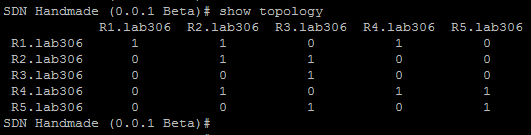 SDN Handmade (0.0.1 Beta)# show topology
R1.lab306 R2.lab306 R3.lab306 R4.lab306 R5.lab306
R1.lab306 1 1 0 1 0
R2.lab306 0 1 1 0 0
R3.lab306 0 0 1 0 0
R4.lab306 0 1 0 1 1
R5.lab306 0 0 1 0 1
SDN Handmade (0.0.1 Beta)#